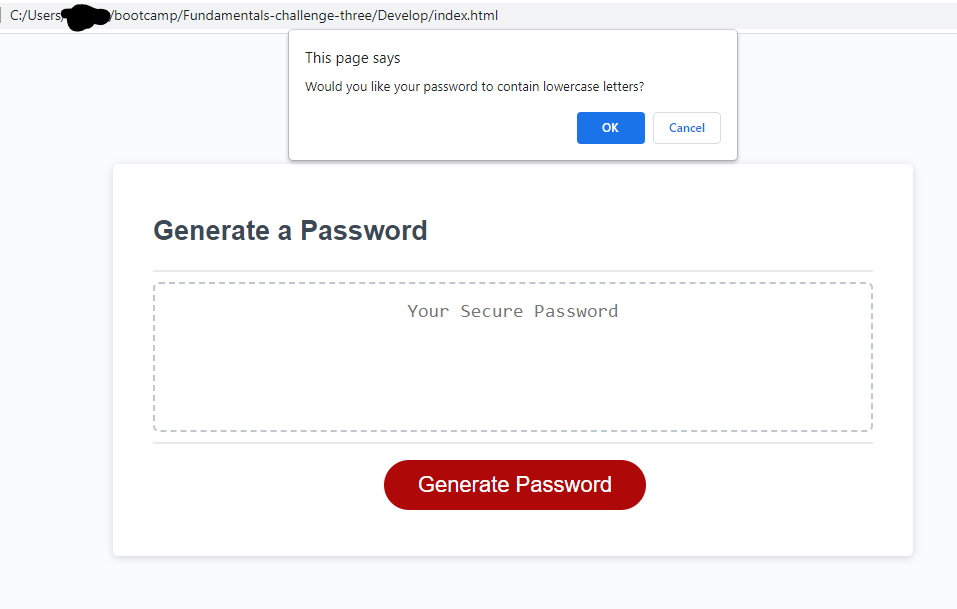 C:/Users/ /bootcamp/Fundamentals-challenge-three/Develop/index.html
This page says
Would you like your password to contain lowercase letters?
OK Cancel
Generate a Password
Your Secure Password
Generate Password